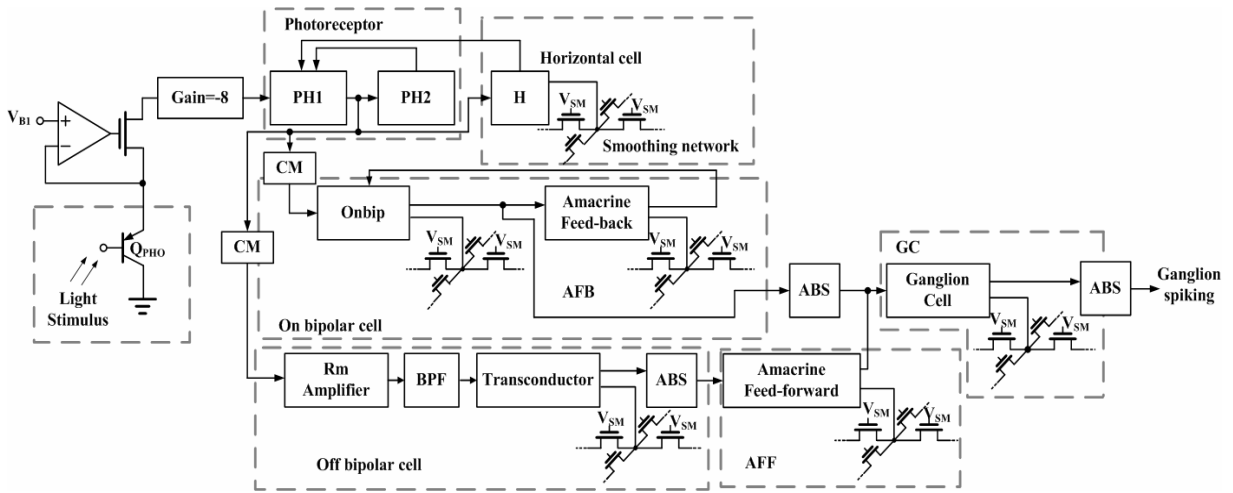 Photoreceptor
Horizontal cell
V_B1
+
−
Gain=-8
PH1
PH2
H
V_SM
V_SM
Smoothing network
CM
CM
Onbip
Amacrine
Feed-back
V_SM
V_SM
V_SM
V_SM
AFB
On bipolar cell
Q_PHO
Light
Stimulus
ABS
GC
Ganglion
Cell
ABS
Ganglion
spiking
V_SM
V_SM
Rm
Amplifier
BPF
Transconductor
ABS
V_SM
V_SM
Off bipolar cell
Amacrine
Feed-forward
V_SM
V_SM
AFF